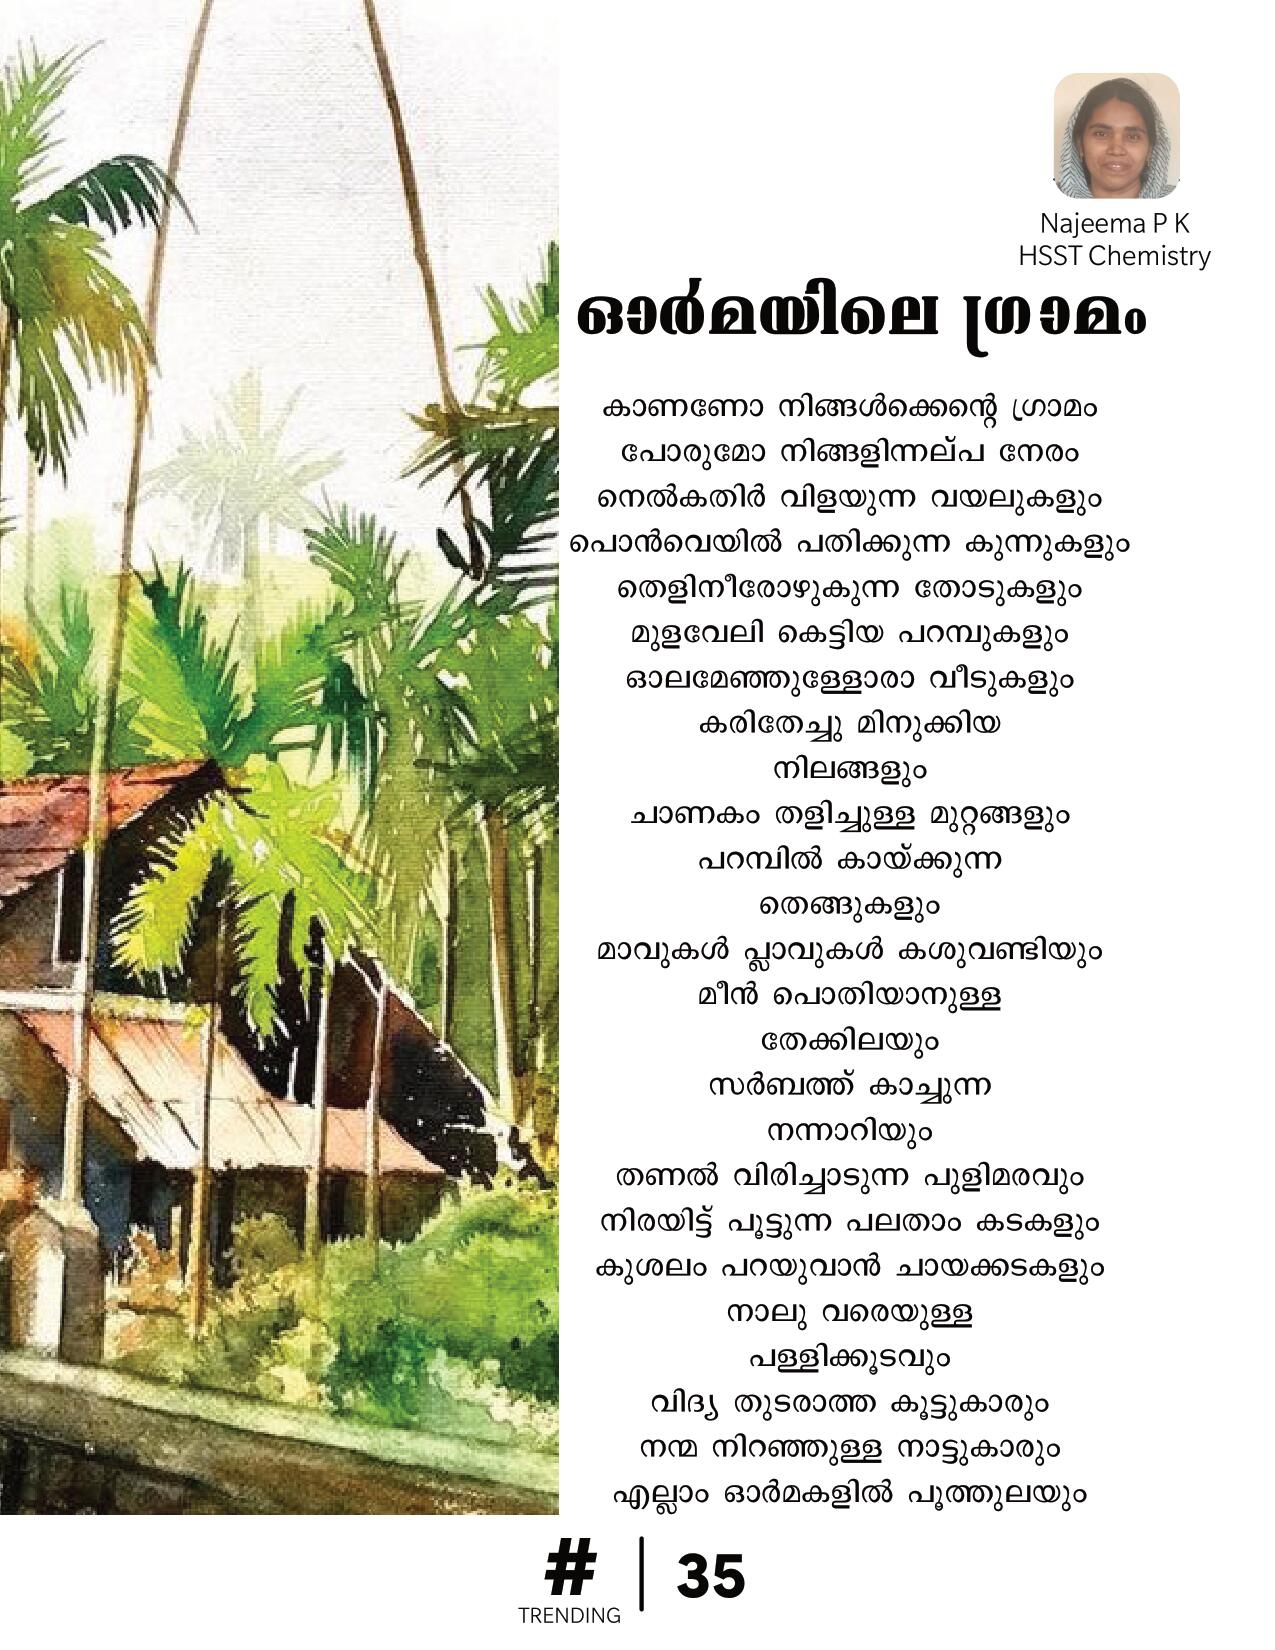 Najeema P K
HSST Chemistry
ഓർമയിലെ ഗ്രാമം
കാണണോ നിങ്ങൾക്കെന്റെ ഗ്രാമം
പോരുമോ നിങ്ങളിന്നല്പ നേരം
നെൽകതിർ വിളയുന്ന വയലുകളും
പൊൻവെയിൽ പതിക്കുന്ന കുന്നുകളും
തെളിനീരോഴുകുന്ന തോടുകളും
മുളവേലി കെട്ടിയ പറമ്പുകളും
ഓലമേഞ്ഞുള്ളോരാ വീടുകളും
കരിതേച്ചു മിനുക്കിയ
നിലങ്ങളും
ചാണകം തളിച്ചുള്ള മുറ്റങ്ങളും
പറമ്പിൽ കായ്ക്കുന്ന
തെങ്ങുകളും
മാവുകൾ പ്ലാവുകൾ കശുവണ്ടിയും
മീൻ പൊതിയാനുള്ള
തേക്കിലയും
സർബത്ത് കാച്ചുന്ന
നന്നാറിയും
തണൽ വിരിച്ചാടുന്ന പുളിമരവും
നിരയിട്ട് പൂട്ടുന്ന പലതാം കടകളും
കുശലം പറയുവാൻ ചായക്കടകളും
നാലു വരെയുള്ള
പള്ളിക്കൂടവും
വിദ്യ തുടരാത്ത കൂട്ടുകാരും
നന്മ നിറഞ്ഞുള്ള നാട്ടുകാരും
എല്ലാം ഓർമകളിൽ പൂത്തുലയും
#
TRENDING
35